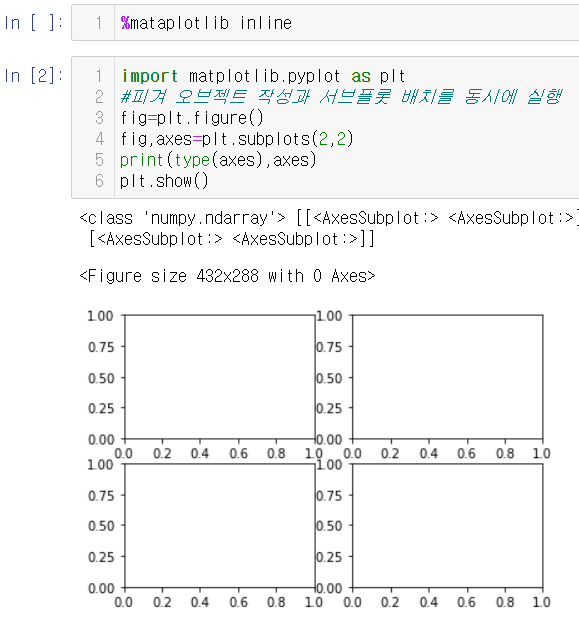 In [ ]:
1 %mataplotlib inline
In [2]:
1 import matplotlib.pyplot as plt
2 #피겨 오브젝트 작성과 서브플롯 배치를 동시에 실행
3 fig=plt.figure()
4 fig,axes=plt.subplots(2,2)
5 print(type(axes),axes)
6 plt.show()
<class 'numpy.ndarray'> [[<AxesSubplot:> <AxesSubplot:>]
[<AxesSubplot:> <AxesSubplot:>]]
<Figure size 432x288 with 0 Axes>
1.00 1.00
0.75 0.75
0.50 0.50
0.25 0.25
0.00 0.00
0.0 0.2 0.4 0.6 0.8 1.0 0.0 0.2 0.4 0.6 0.8 1.0
1.00 1.00
0.75 0.75
0.50 0.50
0.25 0.25
0.00 0.00
0.0 0.2 0.4 0.6 0.8 1.0 0.0 0.2 0.4 0.6 0.8 1.0